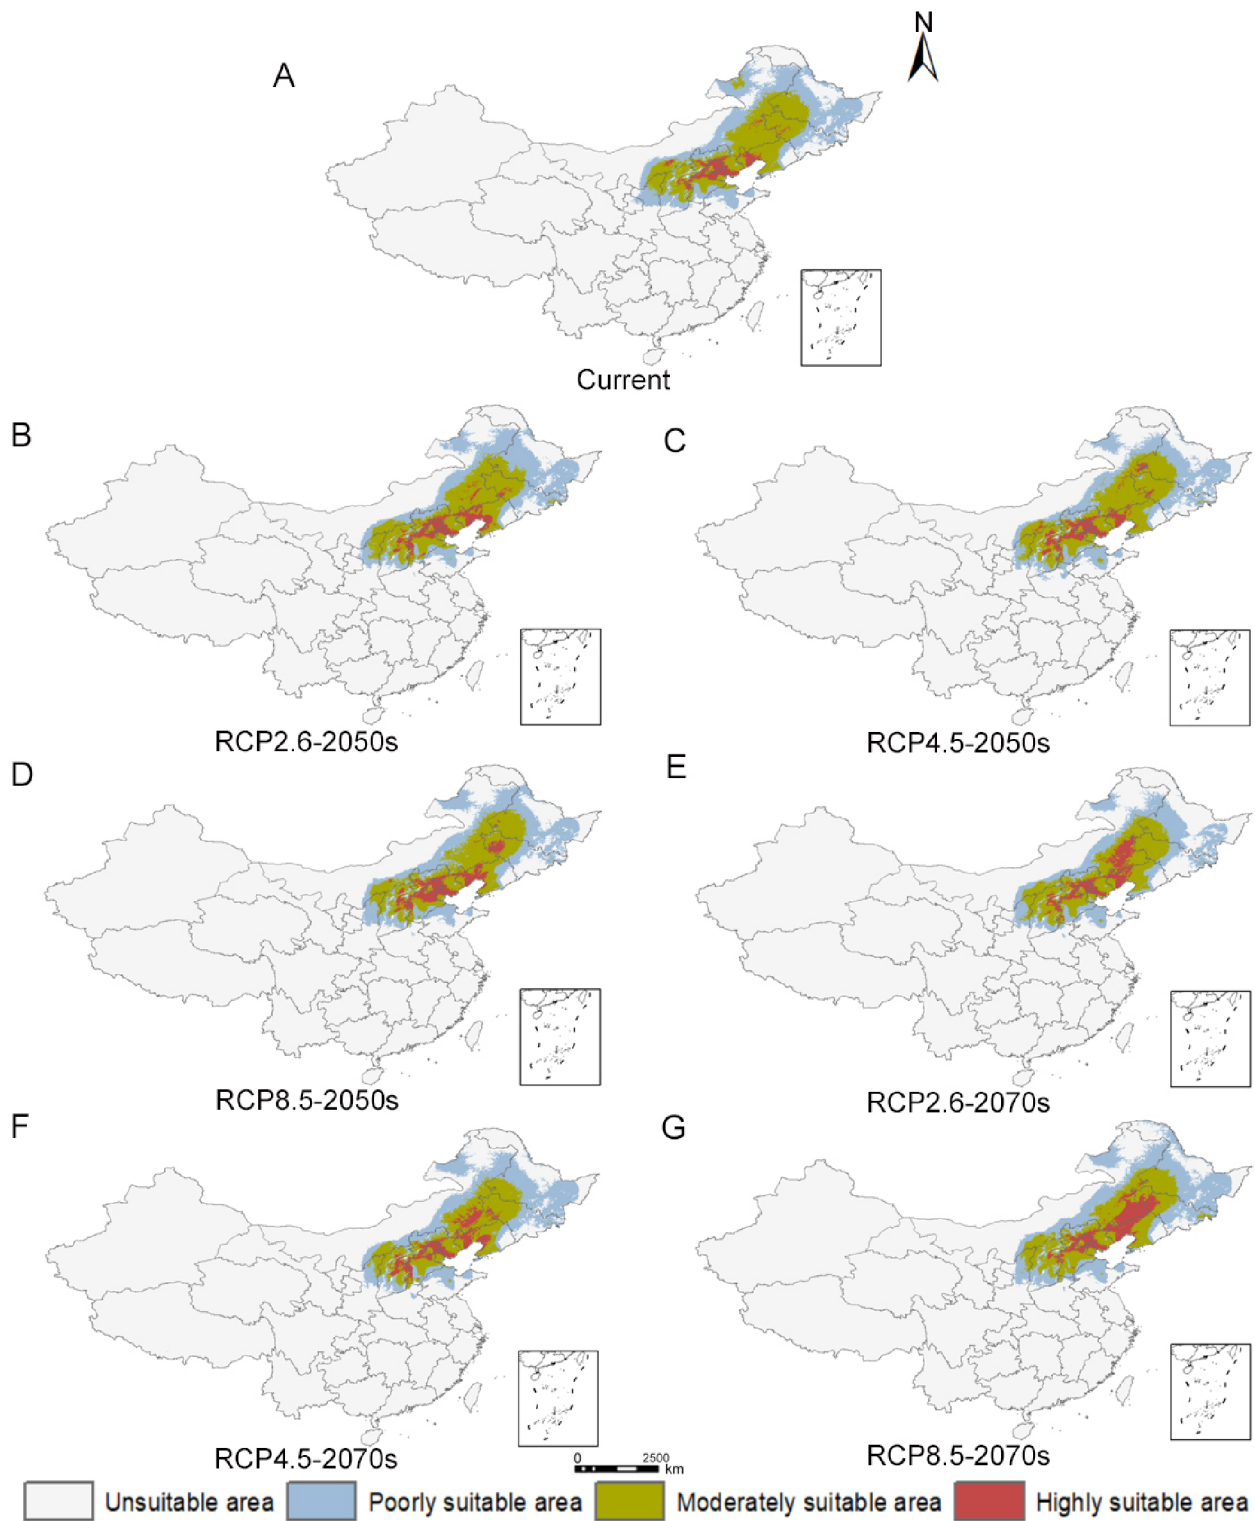 N
A
Current
B
C
RCP2.6-2050s
RCP4.5-2050s
D
E
RCP8.5-2050s
RCP2.6-2070s
F
G
RCP4.5-2070s
RCP8.5-2070s
0 2500
km
Unsuitable area Poorly suitable area Moderately suitable area Highly suitable area